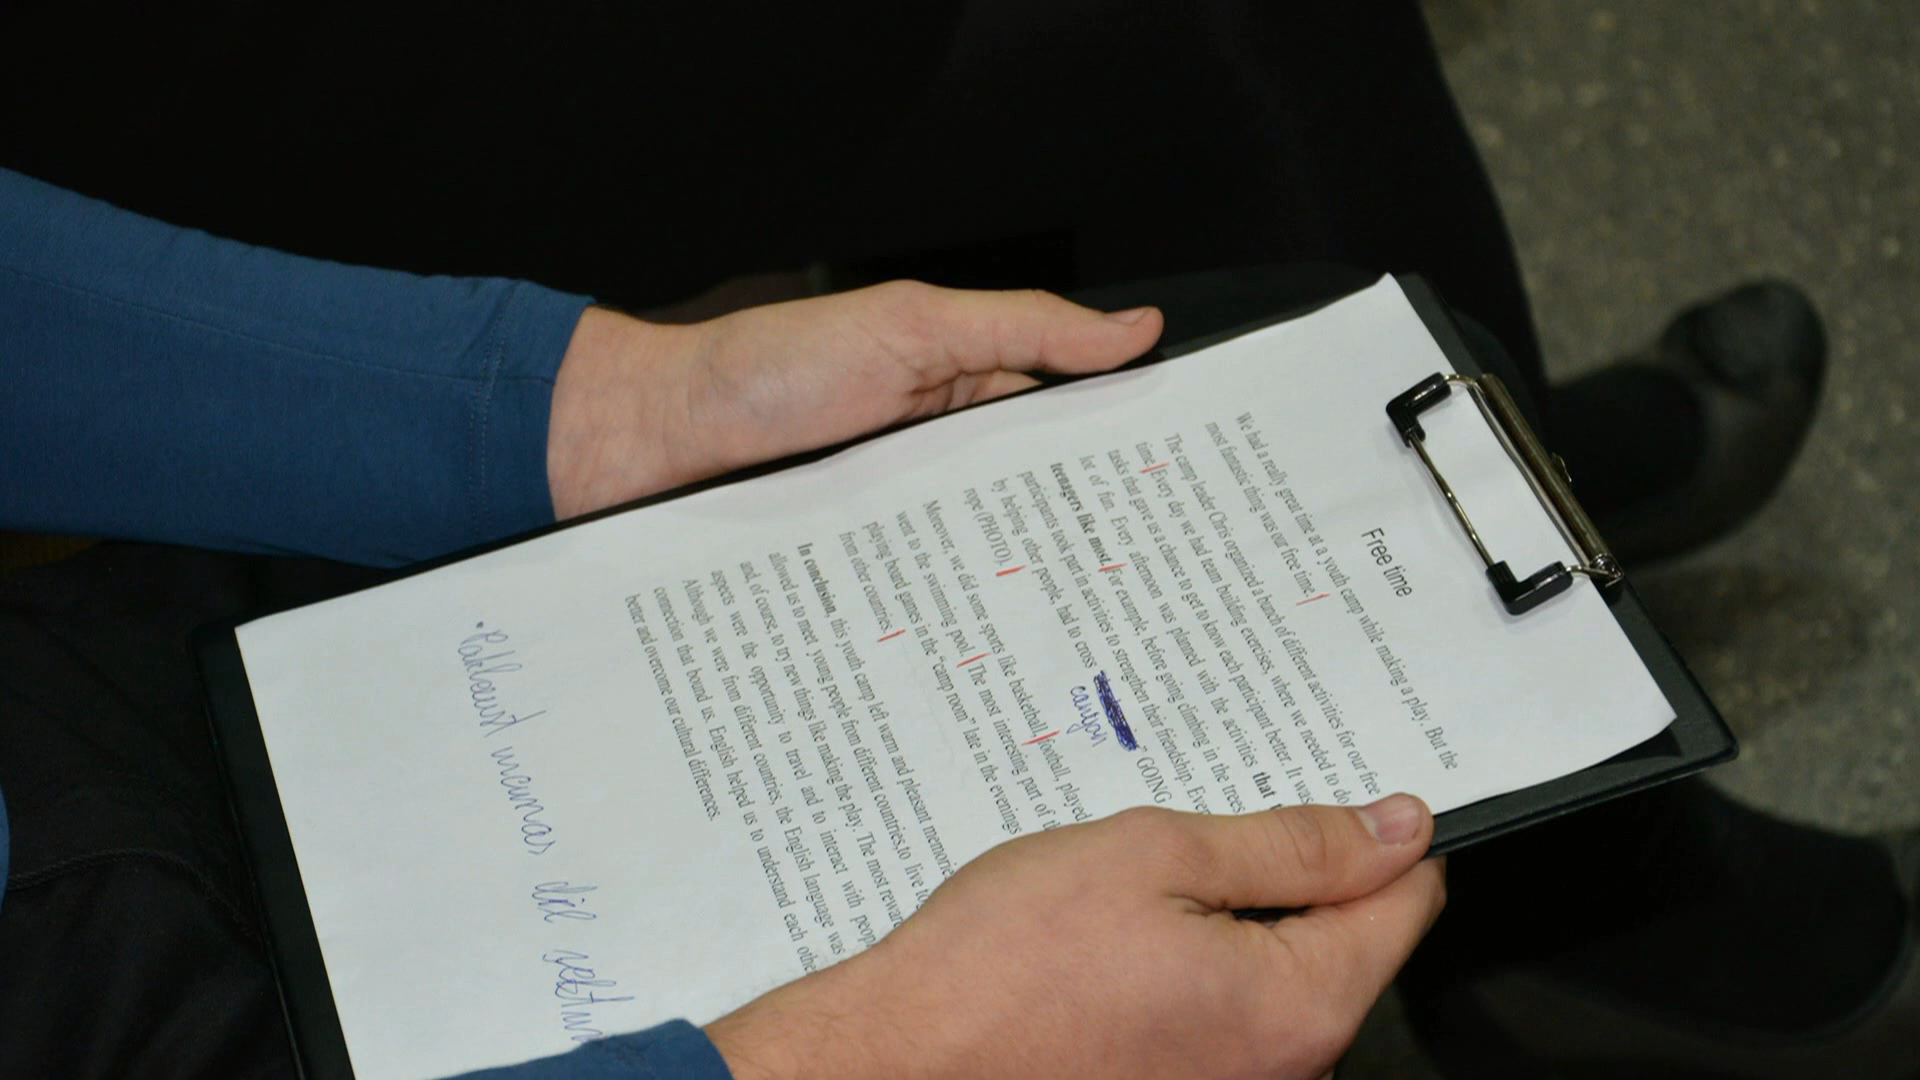 Free time
We had a really great time at a youth camp while making a play. But the
most fantastic thing was our free time.
The camp leader Chris organized a bunch of different activities for our free
time. Every day we had team building exercises, where we needed to do
tasks that gave us a chance to get to know each participant better. It was
lot of fun. Every afternoon was planned with the activities that
teenagers like most. For example, before going climbing in the trees
participants took part in activities to strengthen their friendship.
by helping other people, had to cross " GOING
canyon
rope (PHOTO).
Moreover, we did some sports like basketball, football, played
went to the swimming pool. The most interesting part of
playing board games in the "camp room" late in the evenings
from other countries.
In conclusion, this youth camp left warm and pleasant
allowed us to meet young people from different countries, to live
and, of course, to try new things like making the play. The most
aspects were the opportunity to travel and to interact with
Although we were from different countries, the English language was
connection that bound us. English helped us to understand each
better and overcome our cultural differences.